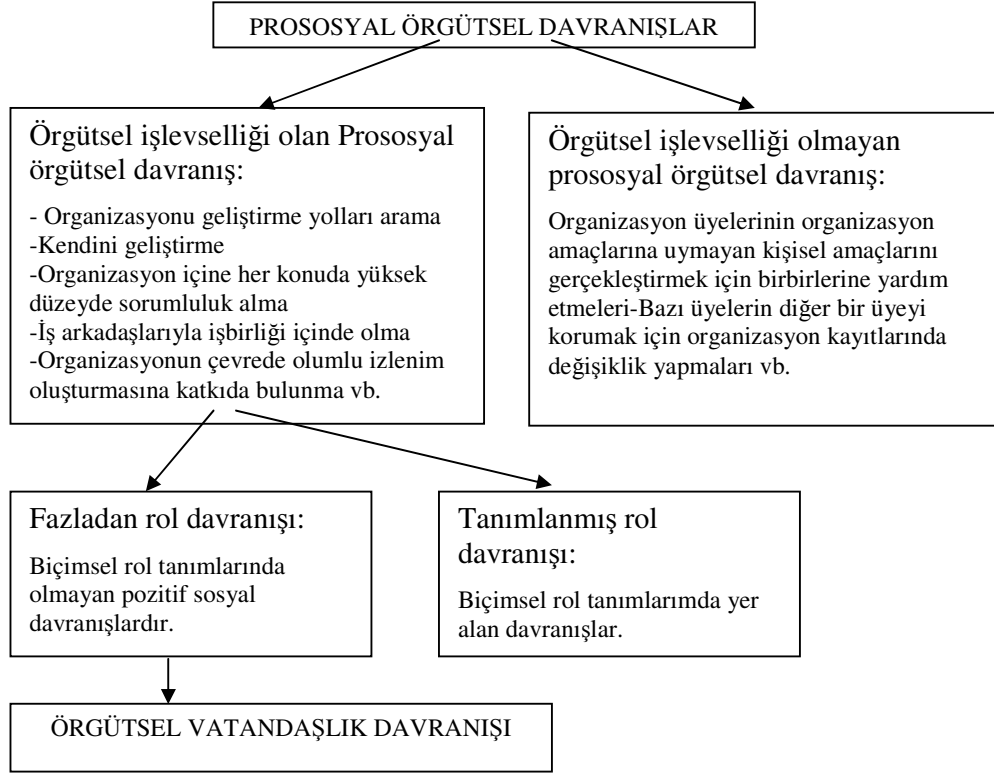 PROSOSYAL ÖRGÜTSEL DAVRANIŞLAR
Örgütsel işlevselliği olan Prososyal
örgütsel davranış:
- Organizasyonu geliştirme yolları arama
-Kendini geliştirme
-Organizasyon içine her konuda yüksek
düzeyde sorumluluk alma
-İş arkadaşlarıyla işbirliği içinde olma
-Organizasyonun çevrede olumlu izlenim
oluşturmasına katkıda bulunma vb.
Örgütsel işlevselliği olmayan
prososyal örgütsel davranış:
Organizasyon üyelerinin organizasyon
amaçlarına uymayan kişisel amaçlarını
gerçekleştirmek için birbirlerine yardım
etmeleri-Bazı üyelerin diğer bir üyeyi
korumak için organizasyon kayıtlarında
değişiklik yapmaları vb.
Fazladan rol davranışı:
Biçimsel rol tanımlarında
olmayan pozitif sosyal
davranışlardır.
Tanımlanmış rol
davranışı:
Biçimsel rol tanımlarımda yer
alan davranışlar.
ÖRGÜTSEL VATANDAŞLIK DAVRANIŞI